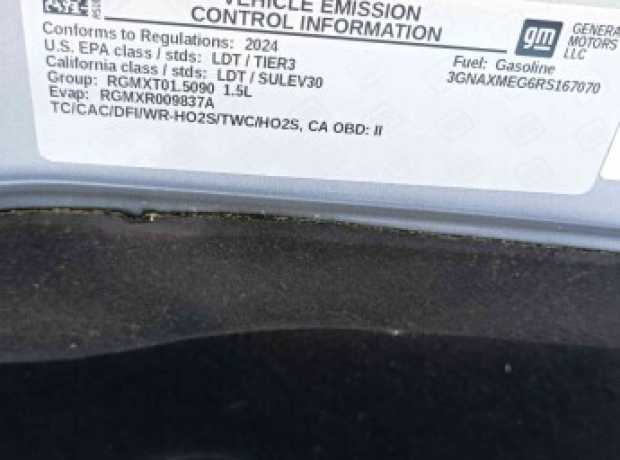 VEHICLE EMISSION
CONTROL INFORMATION
gm
GENERAL
MOTORS
LLC
Conforms to Regulations: 2024
U.S. EPA class / stds: LDT / TIER3
California class / stds: LDT / SULEV30
Group: RGMXT01.5090 1.5L
Evap: RGMXR009837A
TC/CAC/DFI/WR-HO2S/TWC/HO2S, CA OBD: II
Fuel: Gasoline
3GNAXMEG6RS167070